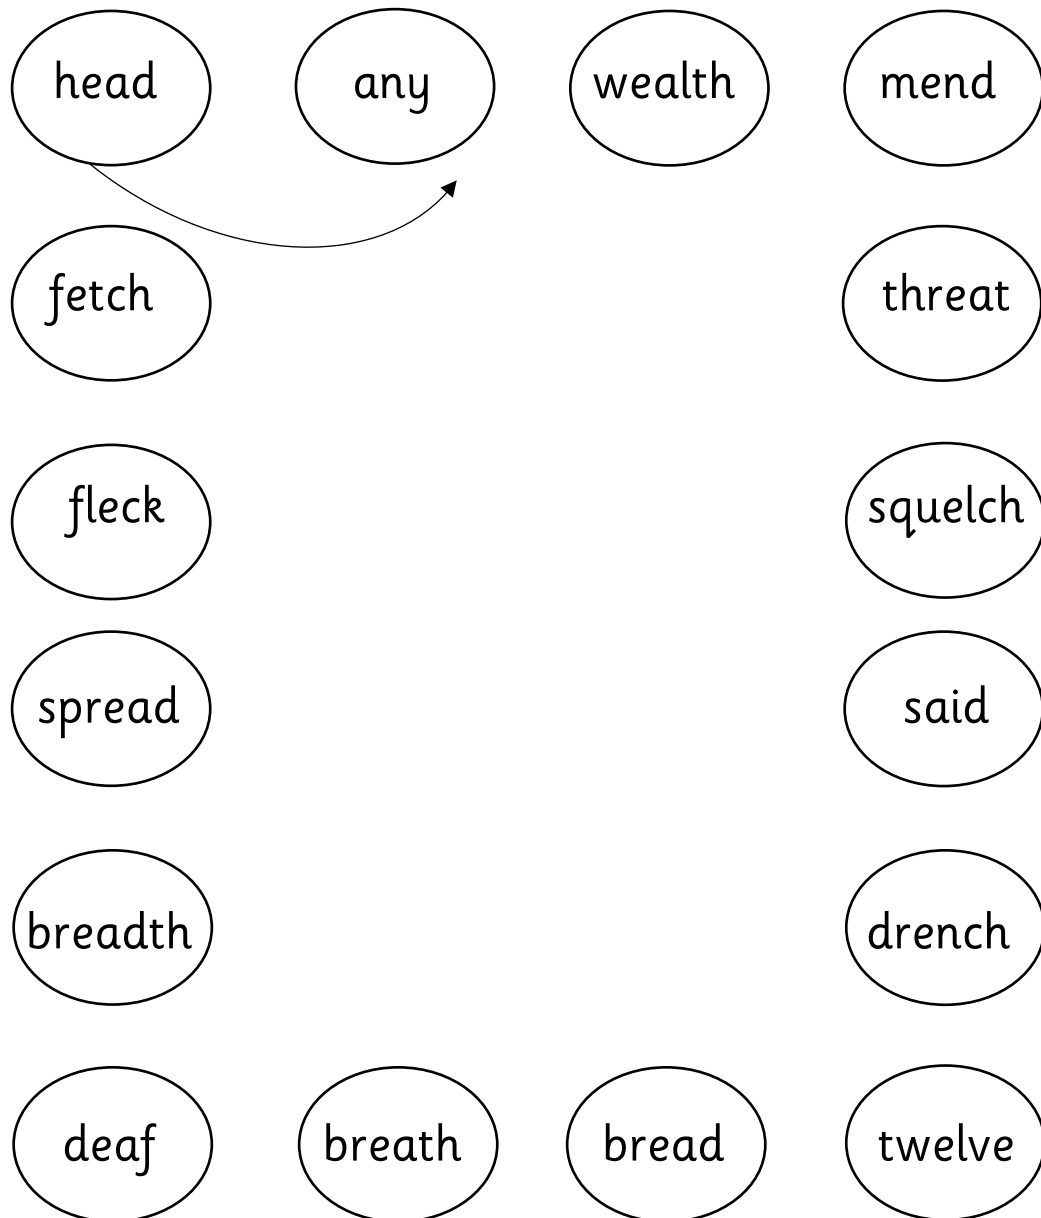 head any wealth mend
fetch threat
fleck squelch
spread said
breadth drench
deaf breath bread twelve